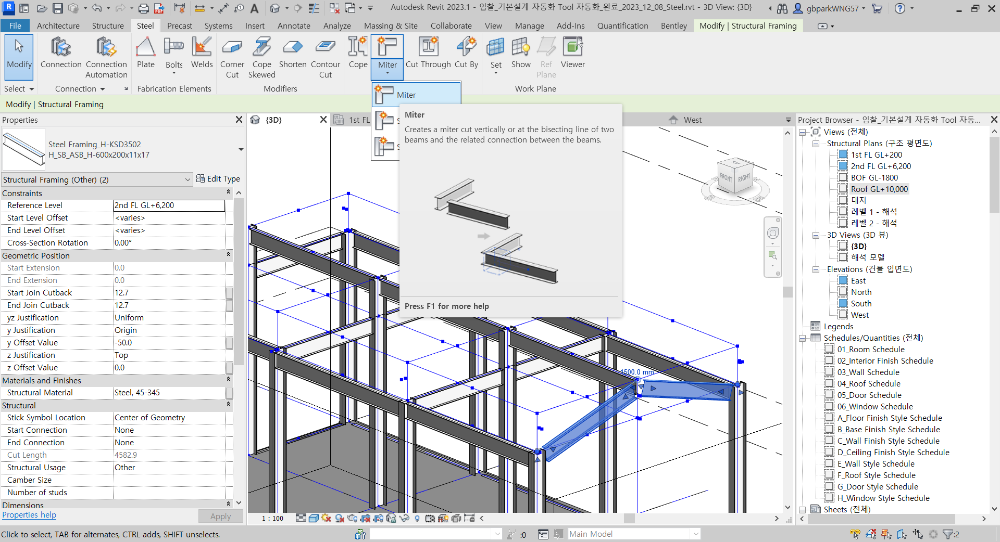 Autodesk Revit 2023.1 - 입찰_기본설계 자동화 Tool 자동화_완료_2023_12_08_Steel.rvt - 3D View: {3D}
gbparkWNG57
File Architecture Structure Steel Precast Systems Insert Annotate Analyze Massing & Site Collaborate View Manage Add-Ins Quantification Bentley Modify | Structural Framing
Modify Connection Connection Automation Plate Bolts Welds Corner Cut Cope Skewed Shorten Contour Cut Cope Miter Cut Through Cut By Set Show Ref Plane Viewer
Select Connection Fabrication Elements Modifiers Work Plane
Miter
Modify | Structural Framing
Properties
{3D}
1st FL
West
Project Browser - 입찰_기본설계 자동화 Tool 자동...
Miter
Creates a miter cut vertically or at the bisecting line of two
beams and the related connection between the beams.
Press F1 for more help
Steel Framing_H-KSD3502
H_SB_ASB_H-600x200x11x17
Structural Framing (Other) (2)
Edit Type
Constraints
Reference Level 2nd FL GL+6,200
Start Level Offset <varies>
End Level Offset <varies>
Cross-Section Rotation 0.00°
Geometric Position
Start Extension 0.0
End Extension 0.0
Start Join Cutback 12.7
End Join Cutback 12.7
yz Justification Uniform
y Justification Origin
y Offset Value -50.0
z Justification Top
z Offset Value 0.0
Materials and Finishes
Structural Material Steel, 45-345
Structural
Stick Symbol Location Center of Geometry
Start Connection None
End Connection None
Cut Length 4582.9
Structural Usage Other
Camber Size
Number of studs
Dimensions
Properties help
Apply
FRONT
RIGHT
1500.0 mm
1 : 100
Views (전체)
Structural Plans (구조 평면도)
1st FL GL+200
2nd FL GL+6,200
BOF GL-1800
Roof GL+10,000
대지
레벨 1 - 해석
레벨 2 - 해석
3D Views (3D 뷰)
{3D}
해석 모델
Elevations (건물 입면도)
East
North
South
West
Legends
Schedules/Quantities (전체)
01_Room Schedule
02_Interior Finish Schedule
03_Wall Schedule
04_Roof Schedule
05_Door Schedule
06_Window Schedule
A_Floor Finish Style Schedule
B_Base Finish Style Schedule
C_Wall Finish Style Schedule
D_Ceiling Finish Style Schedule
E_Wall Style Schedule
F_Roof Style Schedule
G_Door Style Schedule
H_Window Style Schedule
Sheets (전체)
Click to select, TAB for alternates, CTRL adds, SHIFT unselects.
:0
Main Model
:2